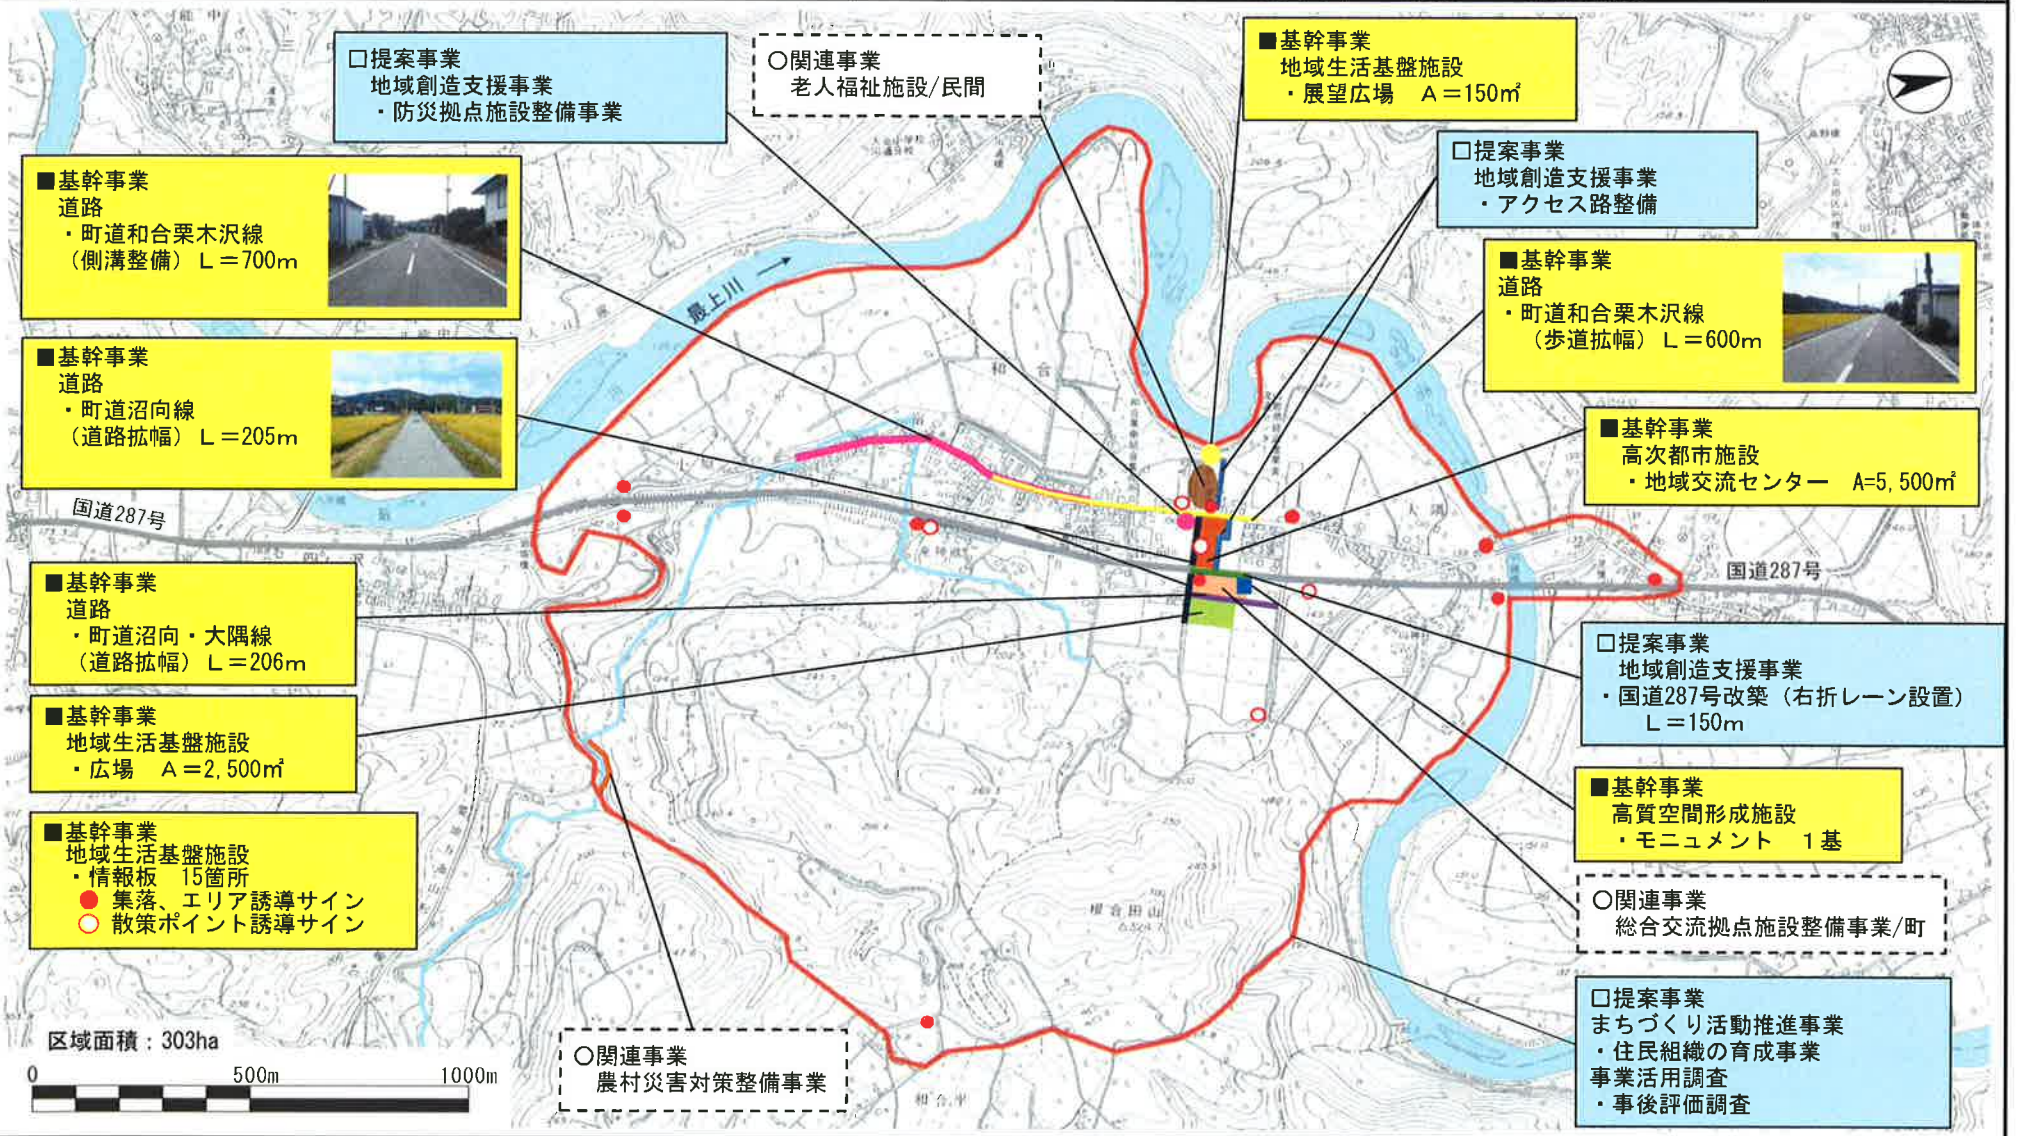 □提案事業
地域創造支援事業
・防災拠点施設整備事業
○関連事業
老人福祉施設/民間
■基幹事業
地域生活基盤施設
・展望広場　A=150㎡
□提案事業
地域創造支援事業
・アクセス路整備
■基幹事業
道路
・町道和合栗木沢線
(側溝整備) L=700m
■基幹事業
道路
・町道和合栗木沢線
(歩道拡幅) L=600m
■基幹事業
道路
・町道沼向線
(道路拡幅) L=205m
■基幹事業
高次都市施設
・地域交流センター　A=5,500㎡
最上川
和合
国道287号
国道287号
■基幹事業
道路
・町道沼向・大隅線
(道路拡幅) L=206m
□提案事業
地域創造支援事業
・国道287号改築（右折レーン設置）
L=150m
■基幹事業
地域生活基盤施設
・広場　A=2,500㎡
■基幹事業
高質空間形成施設
・モニュメント　1基
■基幹事業
地域生活基盤施設
・情報板　15箇所
● 集落、エリア誘導サイン
○ 散策ポイント誘導サイン
○関連事業
総合交流拠点施設整備事業/町
□提案事業
まちづくり活動推進事業
・住民組織の育成事業
事業活用調査
・事後評価調査
○関連事業
農村災害対策整備事業
区域面積：303ha
0 500m 1000m